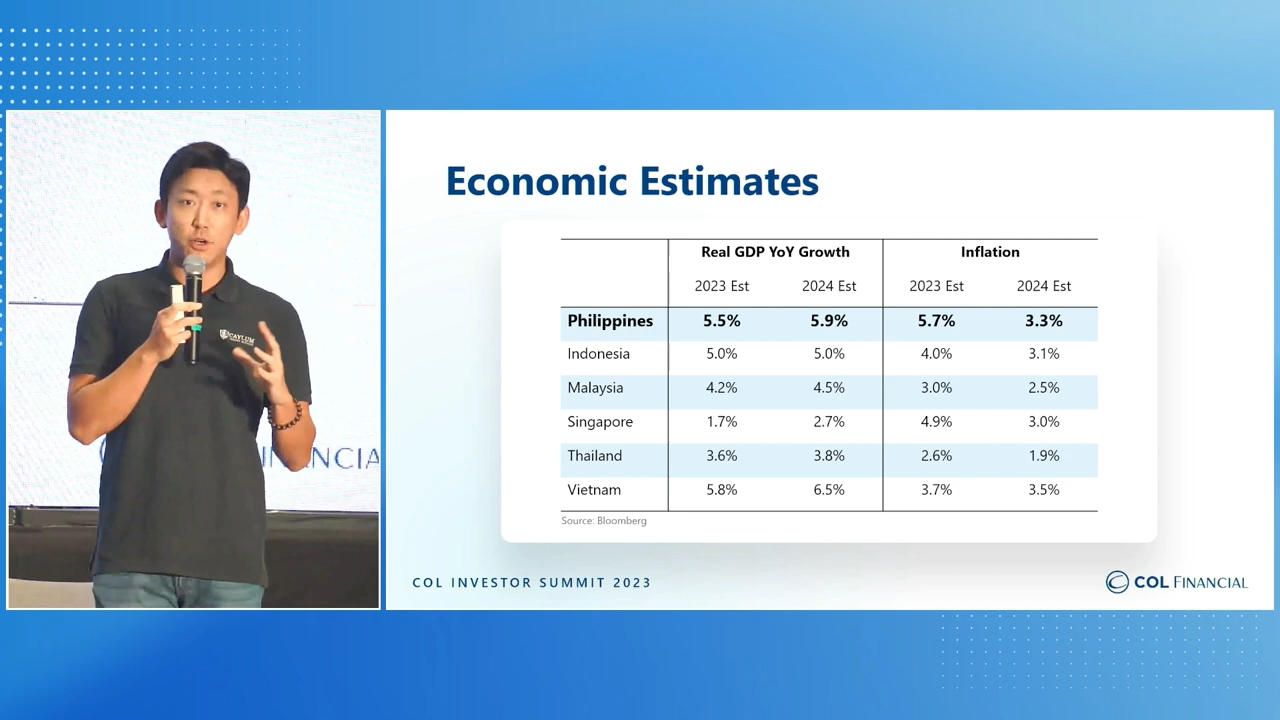 CAYLUM
Economic Estimates
Real GDP YoY Growth Inflation
2023 Est 2024 Est 2023 Est 2024 Est
Philippines 5.5% 5.9% 5.7% 3.3%
Indonesia 5.0% 5.0% 4.0% 3.1%
Malaysia 4.2% 4.5% 3.0% 2.5%
Singapore 1.7% 2.7% 4.9% 3.0%
Thailand 3.6% 3.8% 2.6% 1.9%
Vietnam 5.8% 6.5% 3.7% 3.5%
Source: Bloomberg
COL INVESTOR SUMMIT 2023
COL FINANCIAL